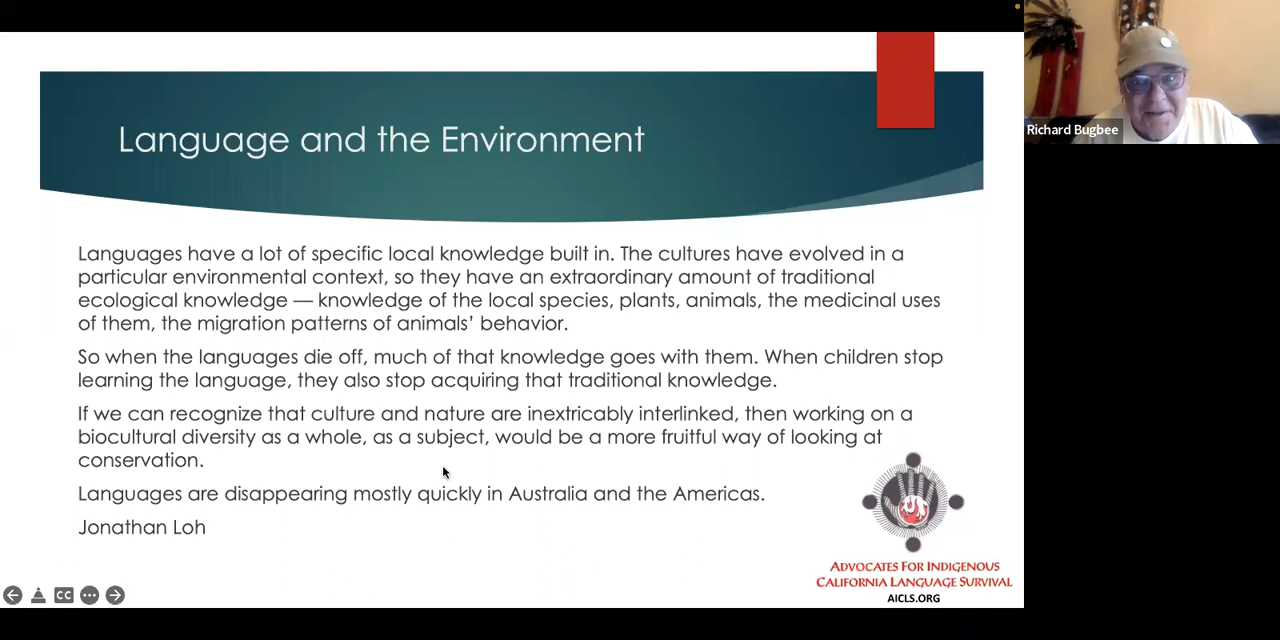 Language and the Environment
Languages have a lot of specific local knowledge built in. The cultures have evolved in a
particular environmental context, so they have an extraordinary amount of traditional
ecological knowledge — knowledge of the local species, plants, animals, the medicinal uses
of them, the migration patterns of animals’ behavior.
So when the languages die off, much of that knowledge goes with them. When children stop
learning the language, they also stop acquiring that traditional knowledge.
If we can recognize that culture and nature are inextricably interlinked, then working on a
biocultural diversity as a whole, as a subject, would be a more fruitful way of looking at
conservation.
Languages are disappearing mostly quickly in Australia and the Americas.
Jonathan Loh
ADVOCATES FOR INDIGENOUS
CALIFORNIA LANGUAGE SURVIVAL
AICLS.ORG
CC
Richard Bugbee